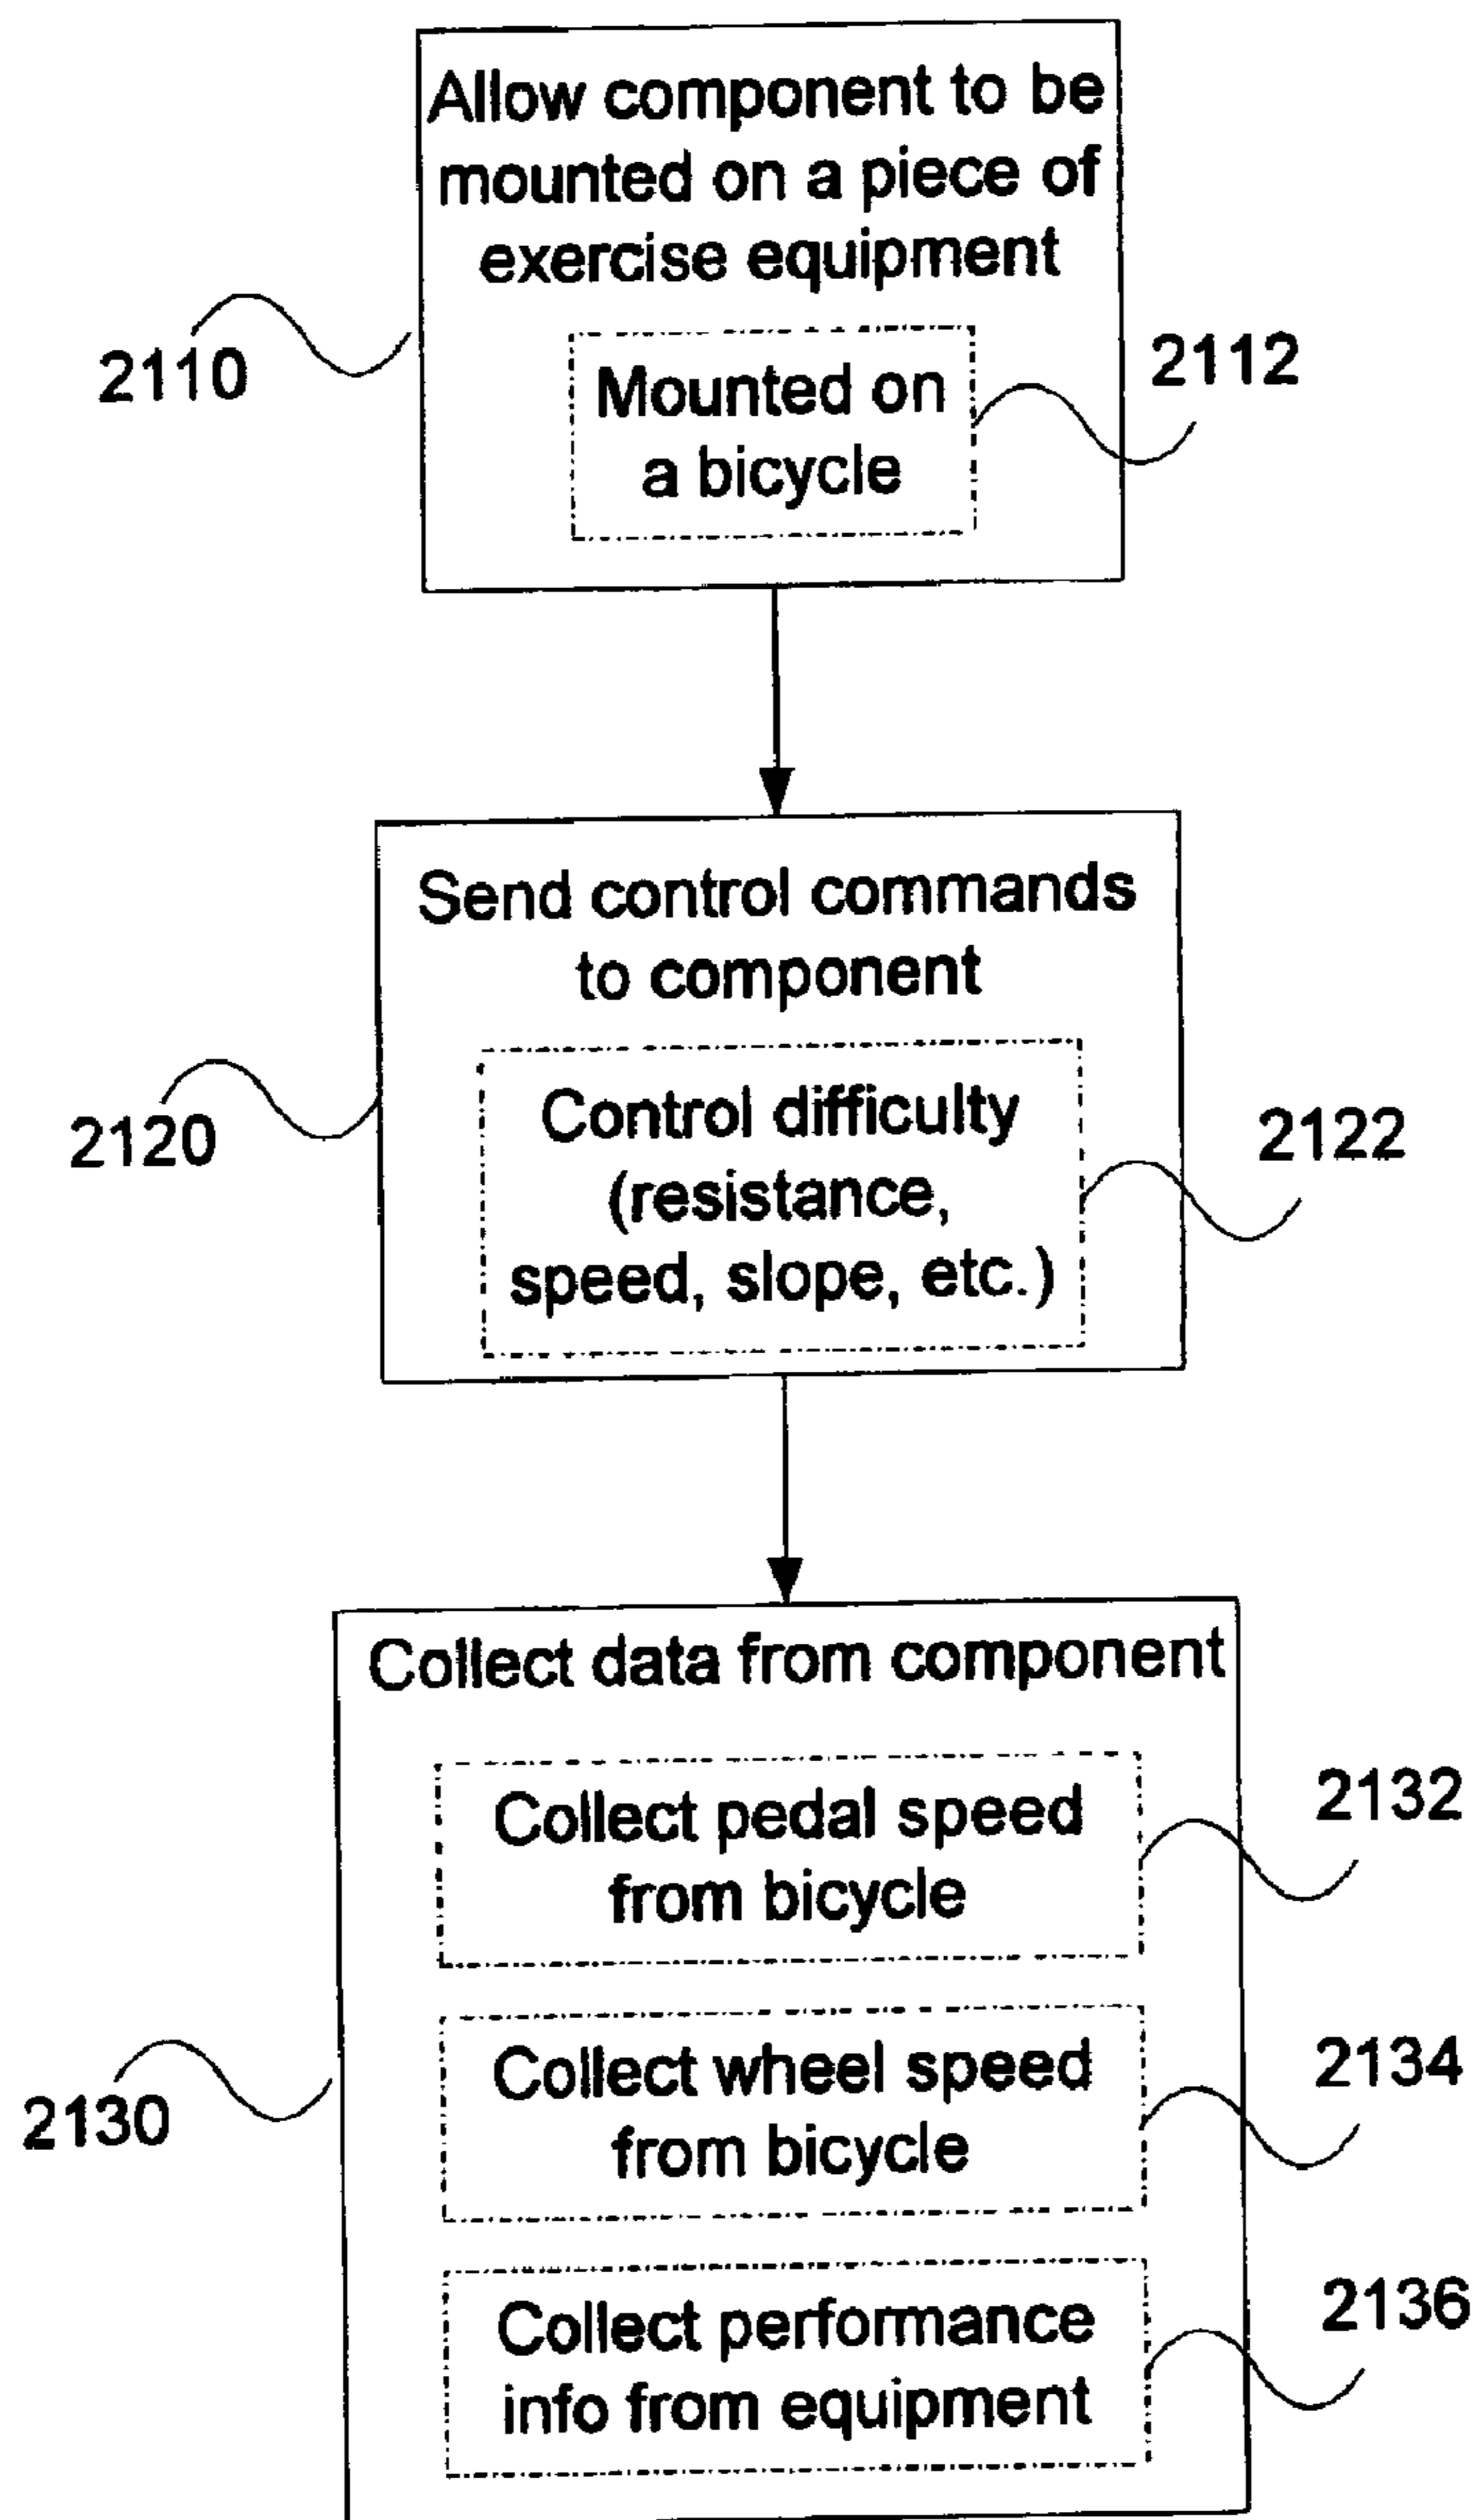 Allow component to be
mounted on a piece of
exercise equipment
2110
2112
Mounted on
a bicycle
Send control commands
to component
2120
2122
Control difficulty
(resistance,
speed, slope, etc.)
Collect data from component
2130
2132
Collect pedal speed
from bicycle
2134
Collect wheel speed
from bicycle
2136
Collect performance
info from equipment